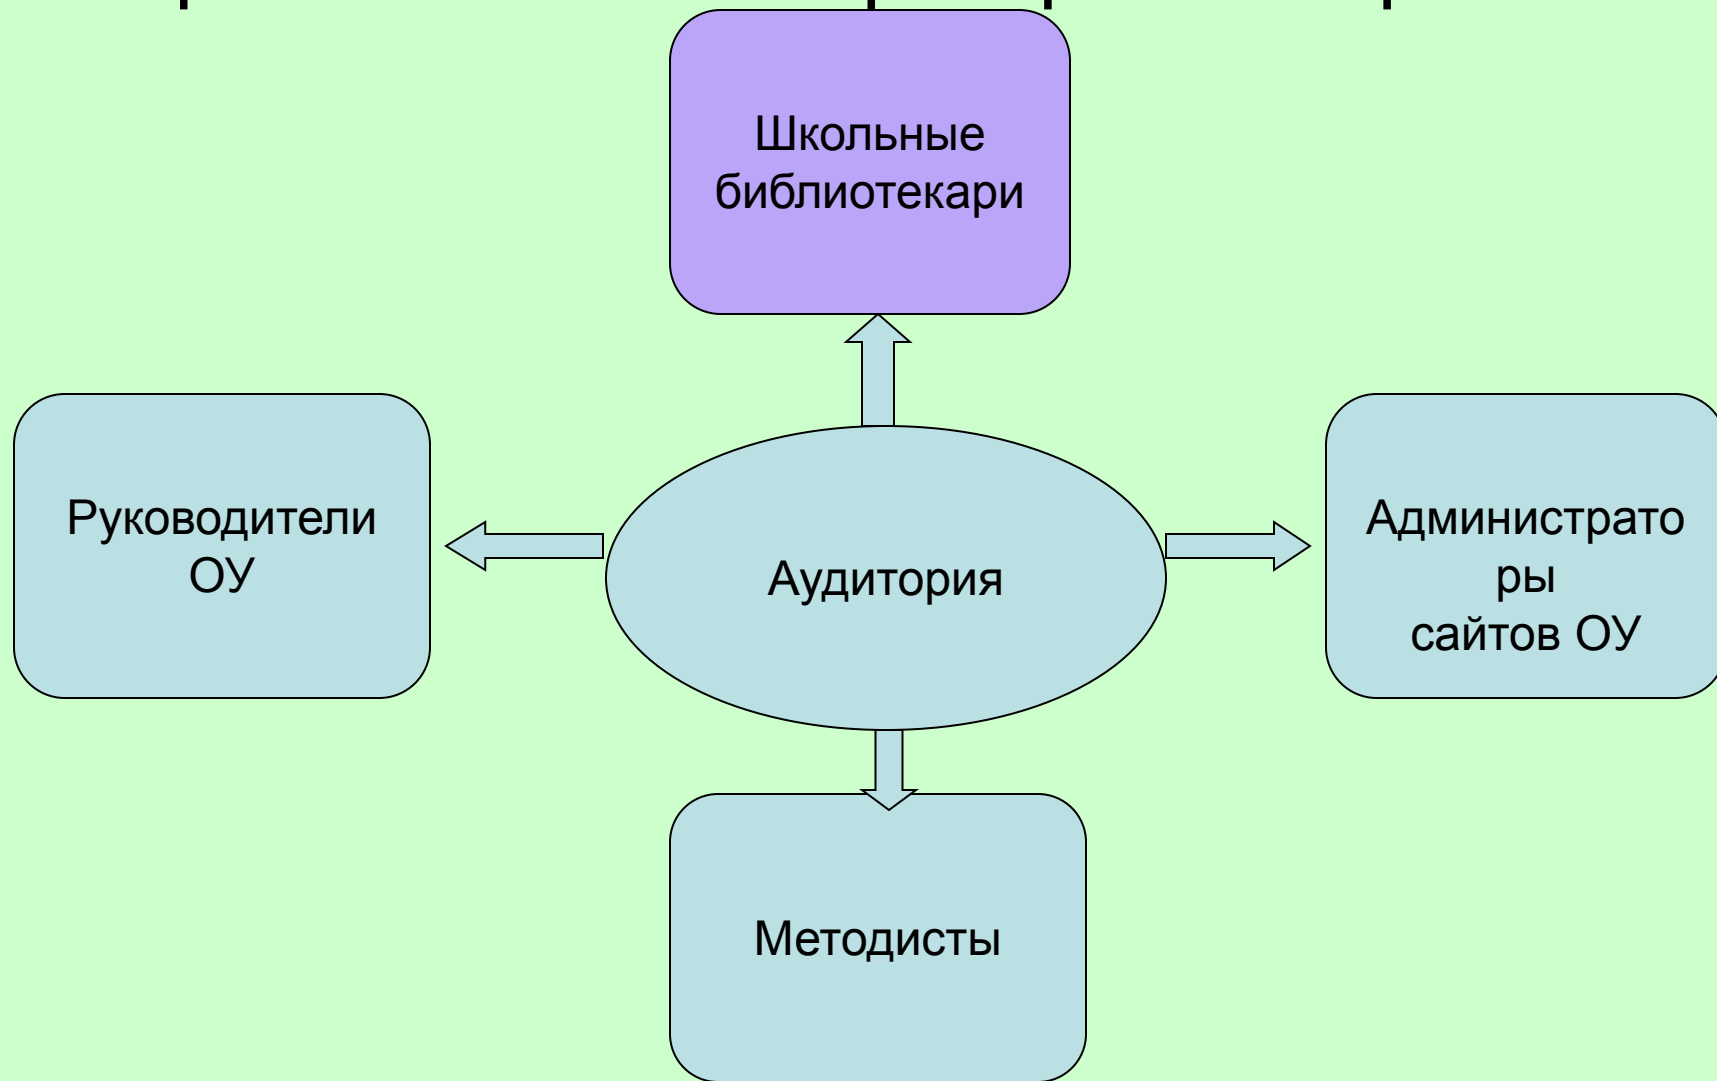 Школьные
библиотекари
Руководители
ОУ
Аудитория
Администрато
ры
сайтов ОУ
Методисты